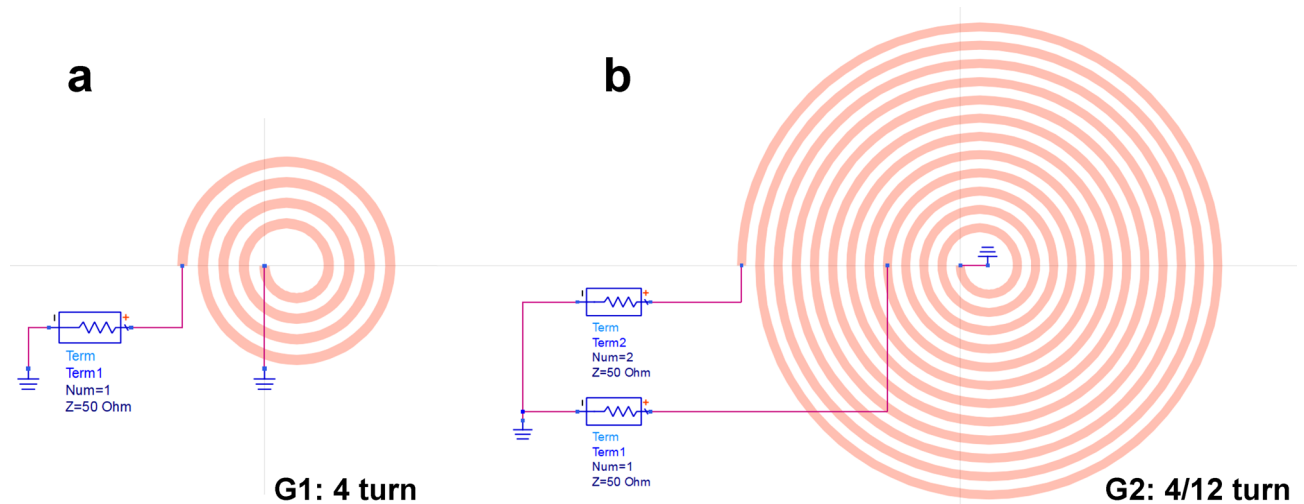 a
b
I
+
Term
Term1
Num=1
Z=50 Ohm
G1: 4 turn
I
+
Term
Term2
Num=2
Z=50 Ohm
I
+
Term
Term1
Num=1
Z=50 Ohm
G2: 4/12 turn